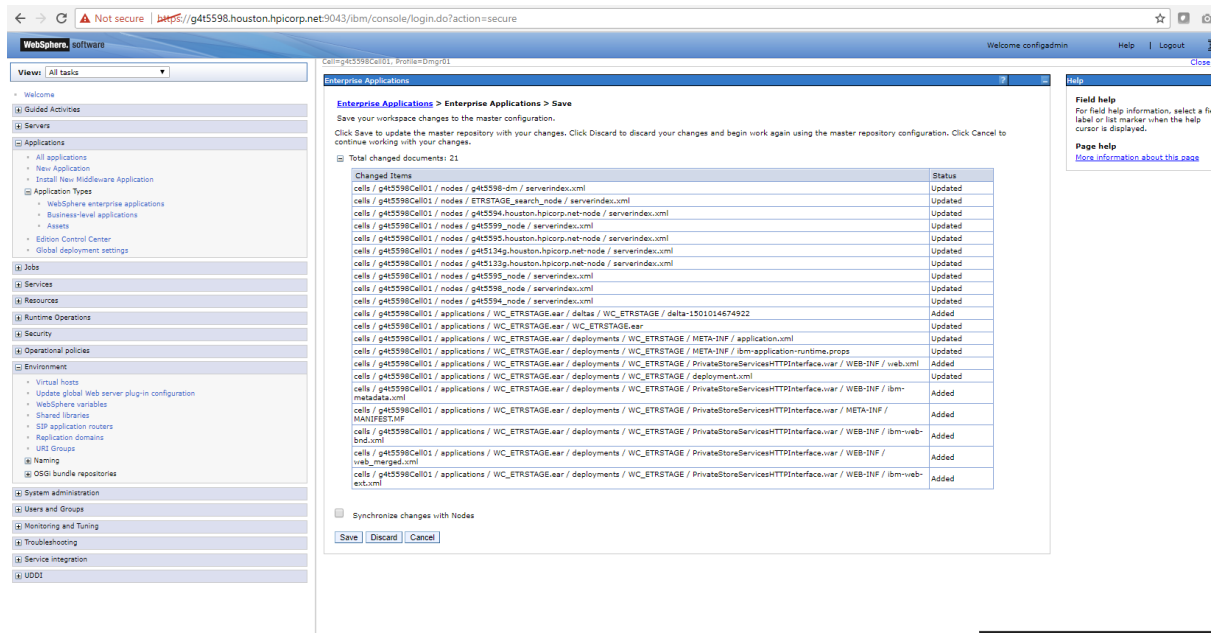 Not secure | https://g4t5598.houston.hpicorp.net:9043/ibm/console/login.do?action=secure
WebSphere. software
Welcome configadmin
Help | Logout
Cell=g4t5598Cell01, Profile=Dmgr01
Close
View: All tasks
Welcome
Guided Activities
Servers
Applications
All applications
New Application
Install New Middleware Application
Application Types
WebSphere enterprise applications
Business-level applications
Assets
Edition Control Center
Global deployment settings
Jobs
Services
Resources
Runtime Operations
Security
Operational policies
Environment
Virtual hosts
Update global Web server plug-in configuration
WebSphere variables
Shared libraries
SIP application routers
Replication domains
URI Groups
Naming
OSGi bundle repositories
System administration
Users and Groups
Monitoring and Tuning
Troubleshooting
Service integration
UDDI
Enterprise Applications
Enterprise Applications > Enterprise Applications > Save
Save your workspace changes to the master configuration.
Click Save to update the master repository with your changes. Click Discard to discard your changes and begin work again using the master repository configuration. Click Cancel to
continue working with your changes.
Total changed documents: 21
Changed Items Status
cells / g4t5598Cell01 / nodes / g4t5598-dm / serverindex.xml Updated
cells / g4t5598Cell01 / nodes / ETRSTAGE_search_node / serverindex.xml Updated
cells / g4t5598Cell01 / nodes / g4t5594.houston.hpicorp.net-node / serverindex.xml Updated
cells / g4t5598Cell01 / nodes / g4t5599_node / serverindex.xml Updated
cells / g4t5598Cell01 / nodes / g4t5595.houston.hpicorp.net-node / serverindex.xml Updated
cells / g4t5598Cell01 / nodes / g4t5134g.houston.hpicorp.net-node / serverindex.xml Updated
cells / g4t5598Cell01 / nodes / g4t5133g.houston.hpicorp.net-node / serverindex.xml Updated
cells / g4t5598Cell01 / nodes / g4t5595_node / serverindex.xml Updated
cells / g4t5598Cell01 / nodes / g4t5598_node / serverindex.xml Updated
cells / g4t5598Cell01 / nodes / g4t5594_node / serverindex.xml Updated
cells / g4t5598Cell01 / applications / WC_ETRSTAGE.ear / deltas / WC_ETRSTAGE / delta-1501014674922 Added
cells / g4t5598Cell01 / applications / WC_ETRSTAGE.ear / WC_ETRSTAGE.ear Updated
cells / g4t5598Cell01 / applications / WC_ETRSTAGE.ear / deployments / WC_ETRSTAGE / META-INF / application.xml Updated
cells / g4t5598Cell01 / applications / WC_ETRSTAGE.ear / deployments / WC_ETRSTAGE / META-INF / ibm-application-runtime.props Updated
cells / g4t5598Cell01 / applications / WC_ETRSTAGE.ear / deployments / WC_ETRSTAGE / PrivateStoreServicesHTTPInterface.war / WEB-INF / web.xml Added
cells / g4t5598Cell01 / applications / WC_ETRSTAGE.ear / deployments / WC_ETRSTAGE / deployment.xml Updated
cells / g4t5598Cell01 / applications / WC_ETRSTAGE.ear / deployments / WC_ETRSTAGE / PrivateStoreServicesHTTPInterface.war / WEB-INF / ibm-
metadata.xml Added
cells / g4t5598Cell01 / applications / WC_ETRSTAGE.ear / deployments / WC_ETRSTAGE / PrivateStoreServicesHTTPInterface.war / META-INF /
MANIFEST.MF Added
cells / g4t5598Cell01 / applications / WC_ETRSTAGE.ear / deployments / WC_ETRSTAGE / PrivateStoreServicesHTTPInterface.war / WEB-INF / ibm-web-
bnd.xml Added
cells / g4t5598Cell01 / applications / WC_ETRSTAGE.ear / deployments / WC_ETRSTAGE / PrivateStoreServicesHTTPInterface.war / WEB-INF /
web_merged.xml Added
cells / g4t5598Cell01 / applications / WC_ETRSTAGE.ear / deployments / WC_ETRSTAGE / PrivateStoreServicesHTTPInterface.war / WEB-INF / ibm-web-
ext.xml Added
Synchronize changes with Nodes
Save Discard Cancel
Help
Field help
For field help information, select a fie
label or list marker when the help
cursor is displayed.
Page help
More information about this page